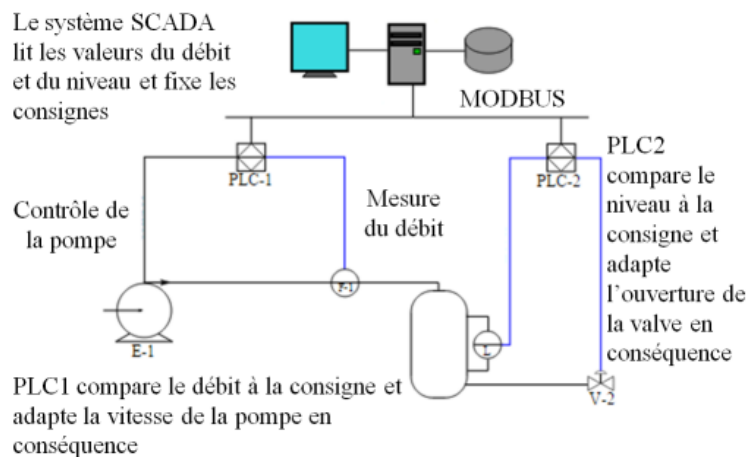 Le système SCADA
lit les valeurs du débit
et du niveau et fixe les
consignes
MODBUS
PLC-1
PLC-2
PLC2
compare le
niveau à la
consigne et
adapte
l'ouverture de
la valve en
conséquence
Contrôle de
la pompe
Mesure
du débit
F-1
L
E-1
V-2
PLC1 compare le débit à la consigne et
adapte la vitesse de la pompe en
conséquence